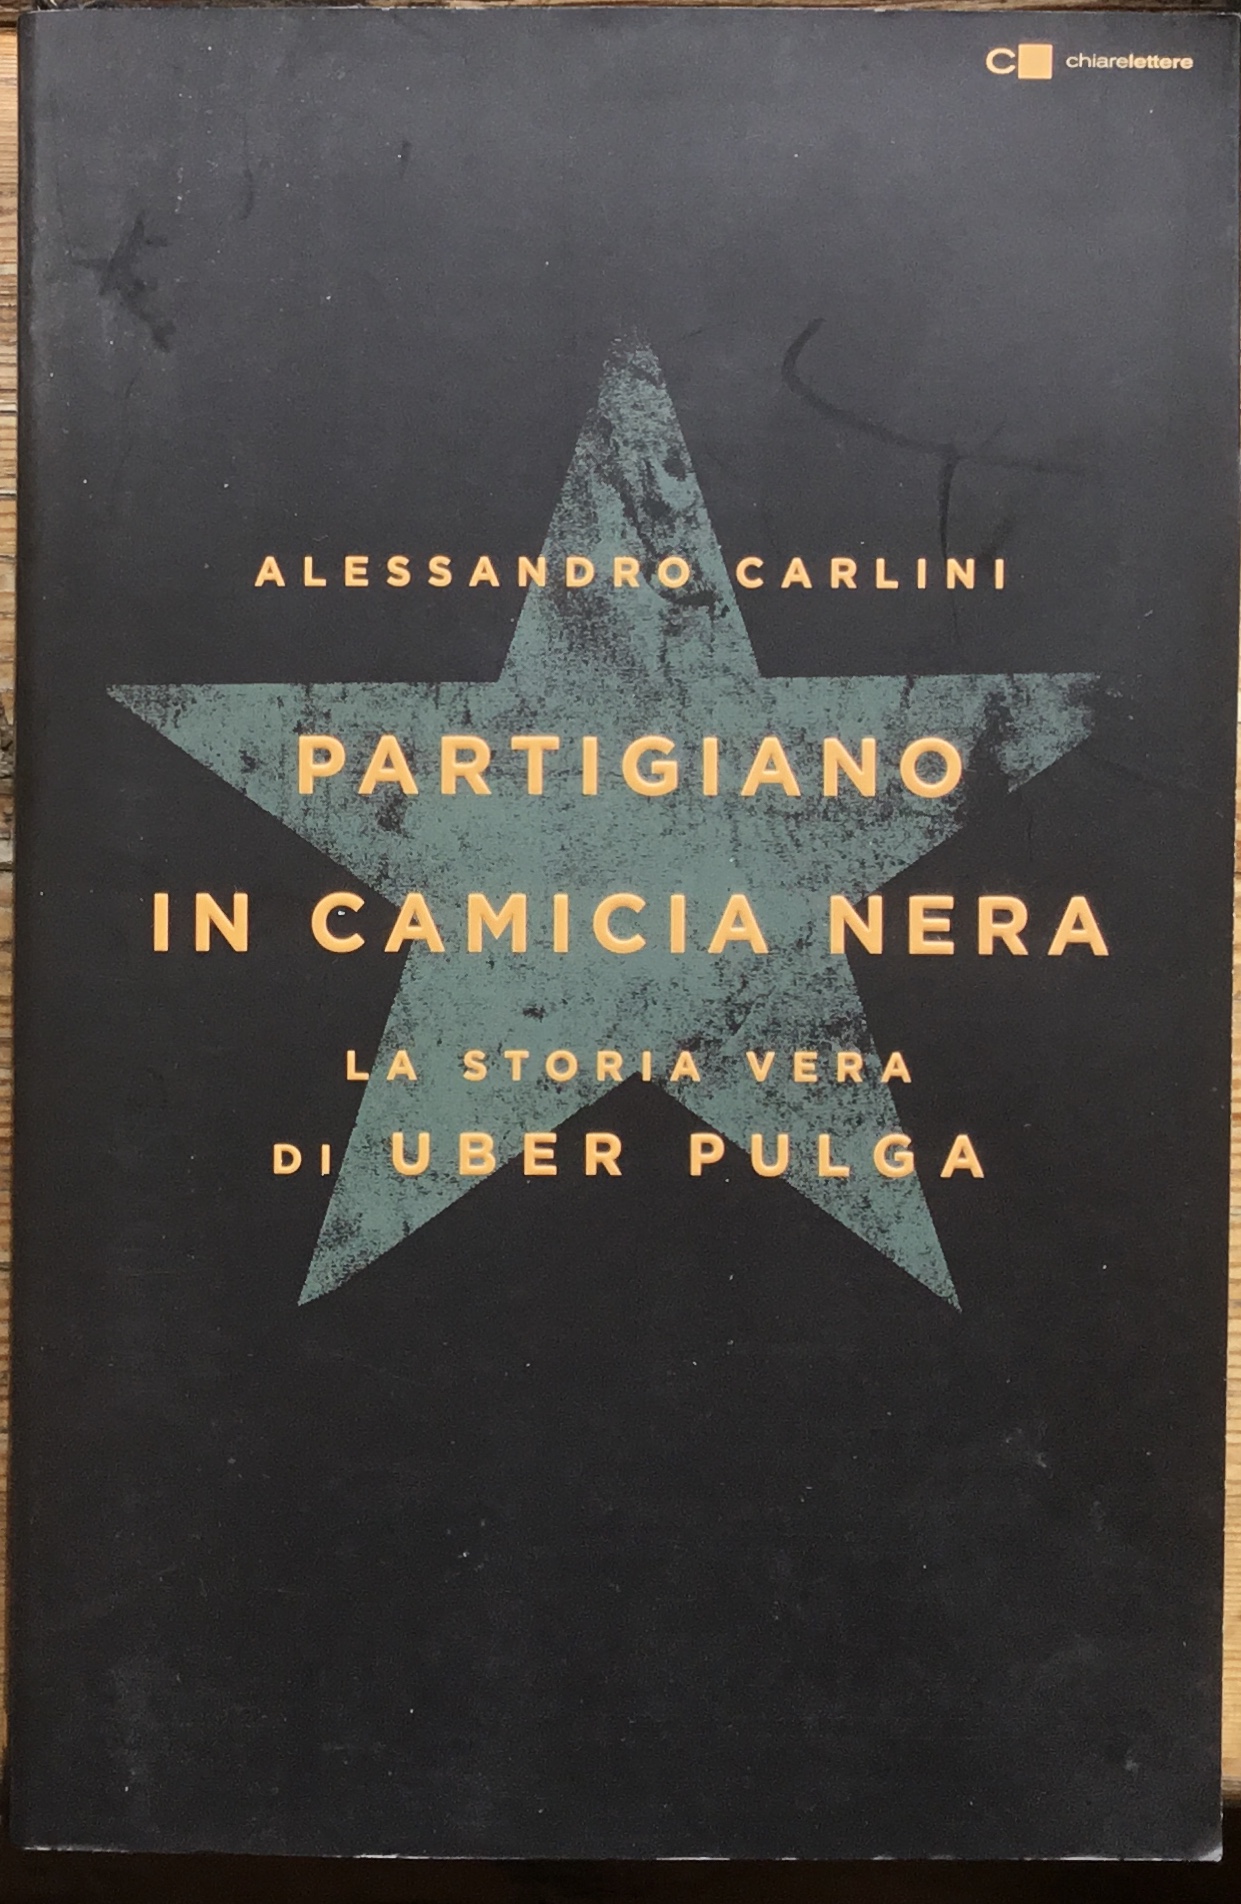 C chiarelettere
ALESSANDRO CARLINI
PARTIGIANO
IN CAMICIA NERA
LA STORIA VERA
DI UBER PULGA